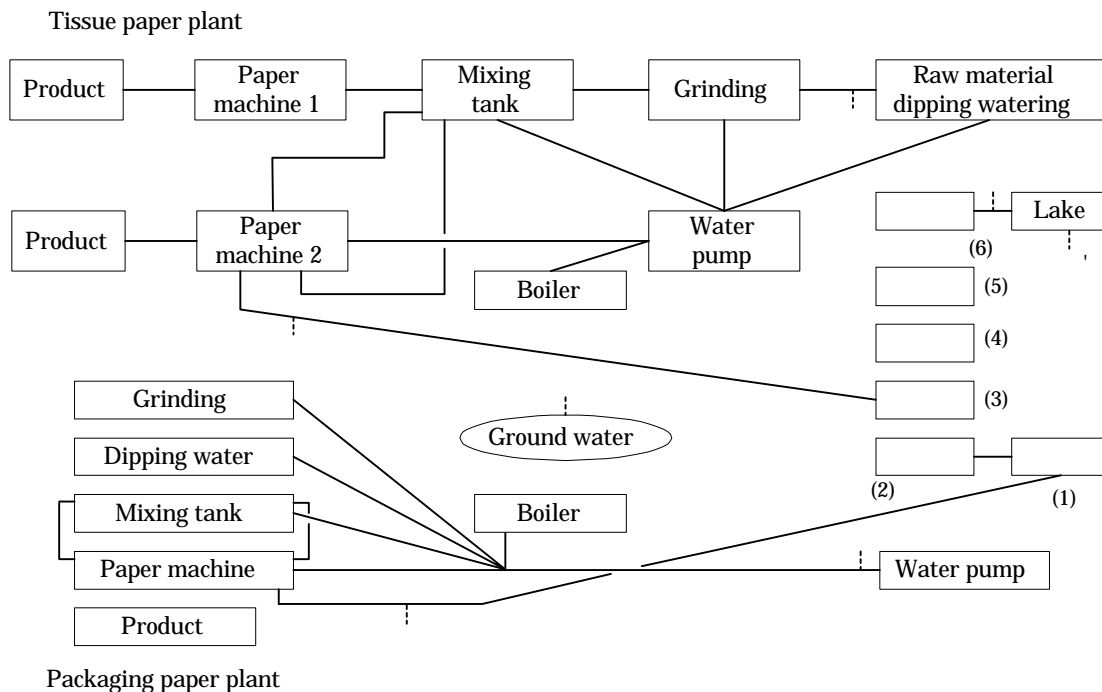 Tissue paper plant
Product
Paper
machine 1
Mixing
tank
Grinding
Raw material
dipping watering
Product
Paper
machine 2
Water
pump
Lake
(6)
Boiler
(5)
(4)
Grinding
(3)
Ground water
Dipping water
(2)
(1)
Mixing tank
Boiler
Paper machine
Water pump
Product
Packaging paper plant